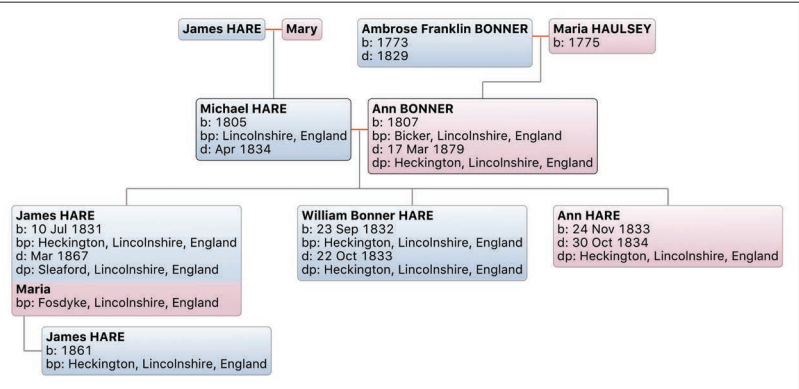 James HARE
Mary
Ambrose Franklin BONNER
b: 1773
d: 1829
Maria HAULSEY
b: 1775
Michael HARE
b: 1805
bp: Lincolnshire, England
d: Apr 1834
Ann BONNER
b: 1807
bp: Bicker, Lincolnshire, England
d: 17 Mar 1879
dp: Heckington, Lincolnshire, England
James HARE
b: 10 Jul 1831
bp: Heckington, Lincolnshire, England
d: Mar 1867
dp: Sleaford, Lincolnshire, England
Maria
bp: Fosdyke, Lincolnshire, England
William Bonner HARE
b: 23 Sep 1832
bp: Heckington, Lincolnshire, England
d: 22 Oct 1833
dp: Heckington, Lincolnshire, England
Ann HARE
b: 24 Nov 1833
d: 30 Oct 1834
dp: Heckington, Lincolnshire, England
James HARE
b: 1861
bp: Heckington, Lincolnshire, England